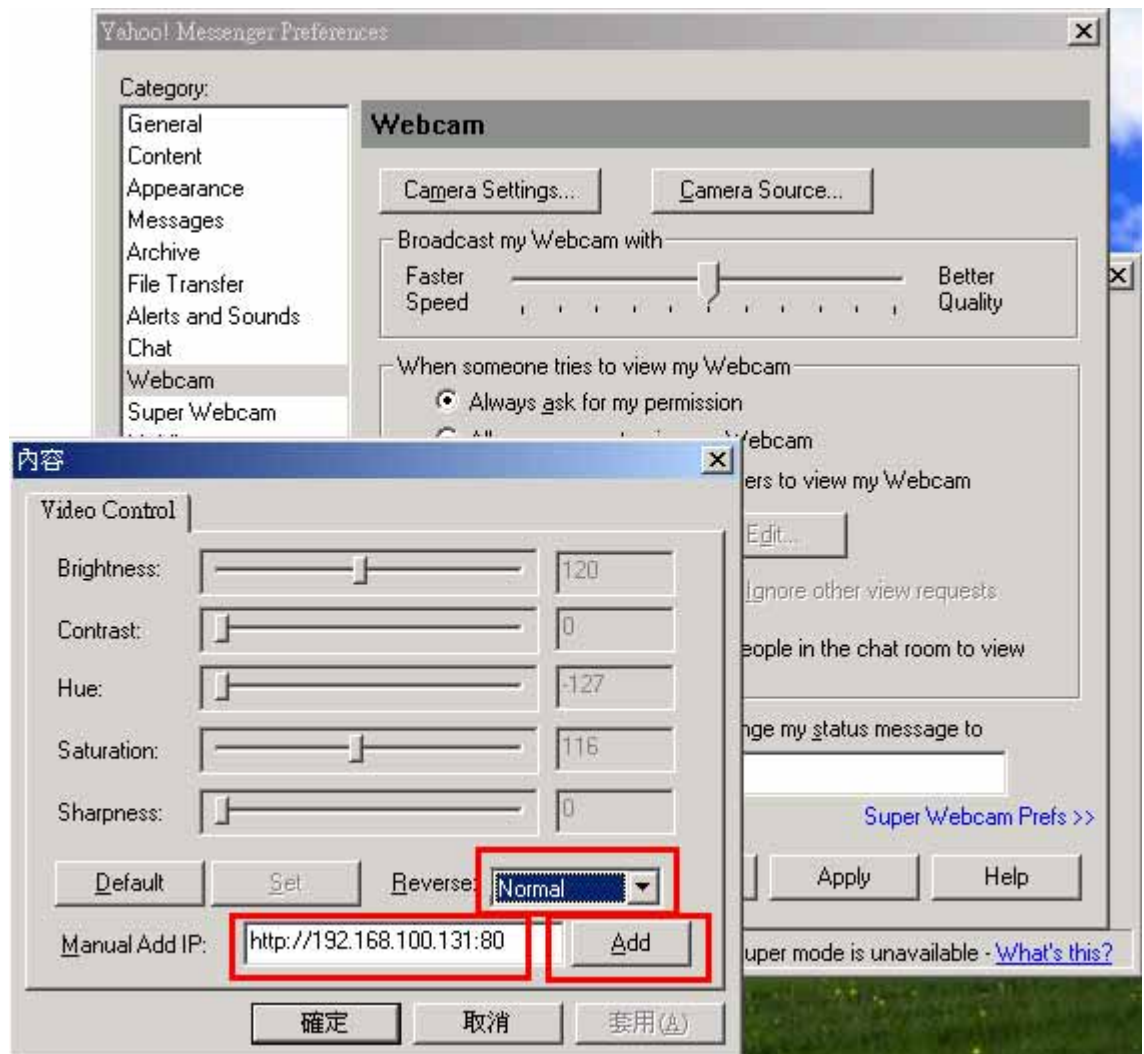 Yahoo! Messenger Preferences
Category:
General
Content
Appearance
Messages
Archive
File Transfer
Alerts and Sounds
Chat
Webcam
Super Webcam
Webcam
Camera Settings...
Camera Source...
Broadcast my Webcam with
Faster Speed
Better Quality
When someone tries to view my Webcam
Always ask for my permission
Webcam
ers to view my Webcam
Edit...
Ignore other view requests
eople in the chat room to view
nge my status message to
Super Webcam Prefs >>
Apply
Help
uper mode is unavailable - What's this?
內容
Video Control
Brightness:
120
Contrast:
0
Hue:
-127
Saturation:
116
Sharpness:
0
Default
Set
Reverse:
Normal
Manual Add IP:
http://192.168.100.131:80
Add
確定
取消
套用(A)